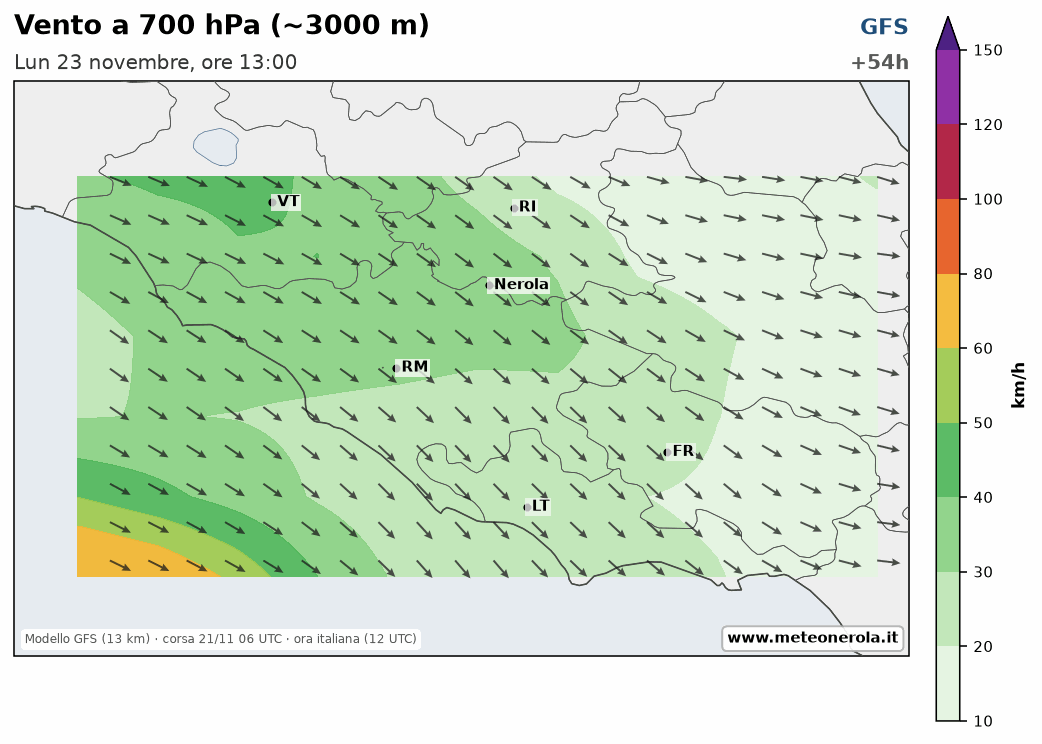 Vento a 700 hPa (~3000 m)
GFS
Lun 23 novembre, ore 13:00
+54h
VT
RI
Nerola
RM
FR
LT
150
120
100
80
60
50
40
30
20
10
km/h
Modello GFS (13 km) · corsa 21/11 06 UTC · ora italiana (12 UTC)
www.meteonerola.it